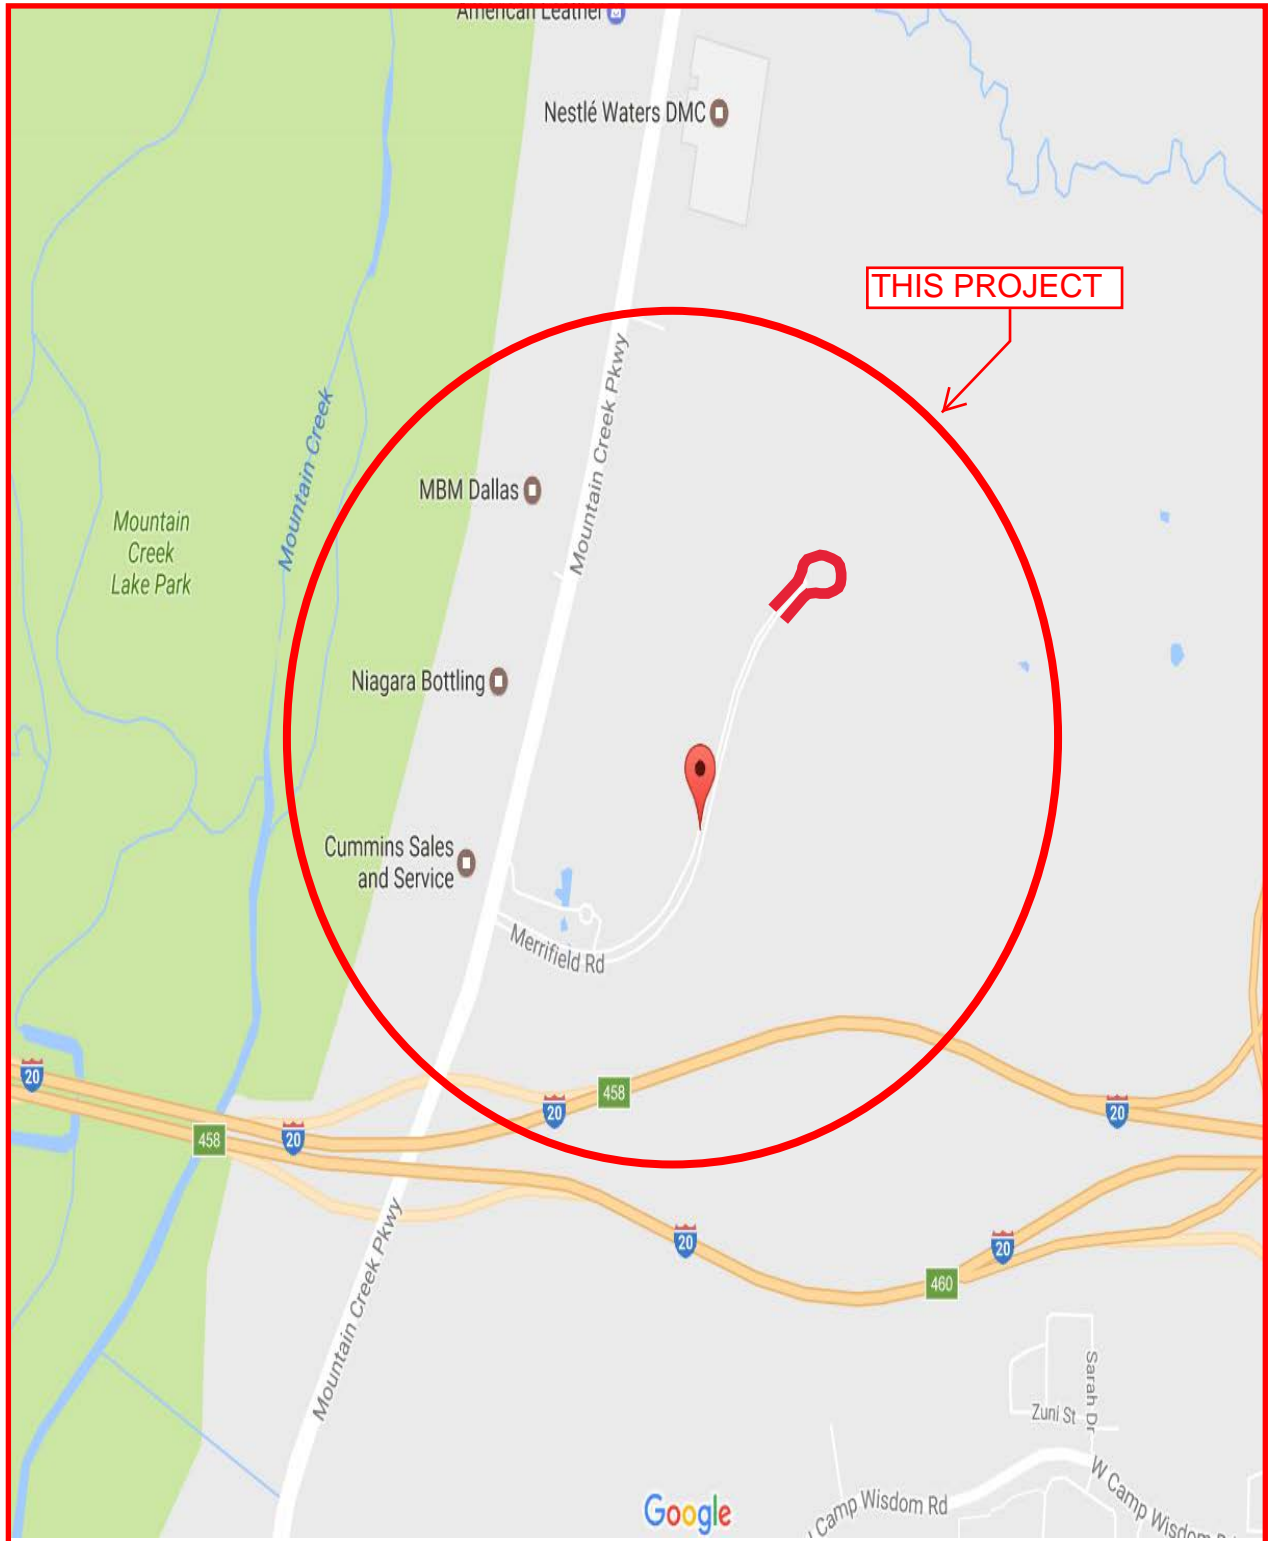 American Leather
Nestlé Waters DMC
THIS PROJECT
Mountain Creek Pkwy
Mountain Creek
MBM Dallas
Mountain
Creek
Lake Park
Niagara Bottling
Cummins Sales
and Service
Merrifield Rd
20
458
20
458
20
20
20
20
460
Mountain Creek Pkwy
Sarah Dr
Zuni St
W Camp Wisdom
Camp Wisdom Rd
Google